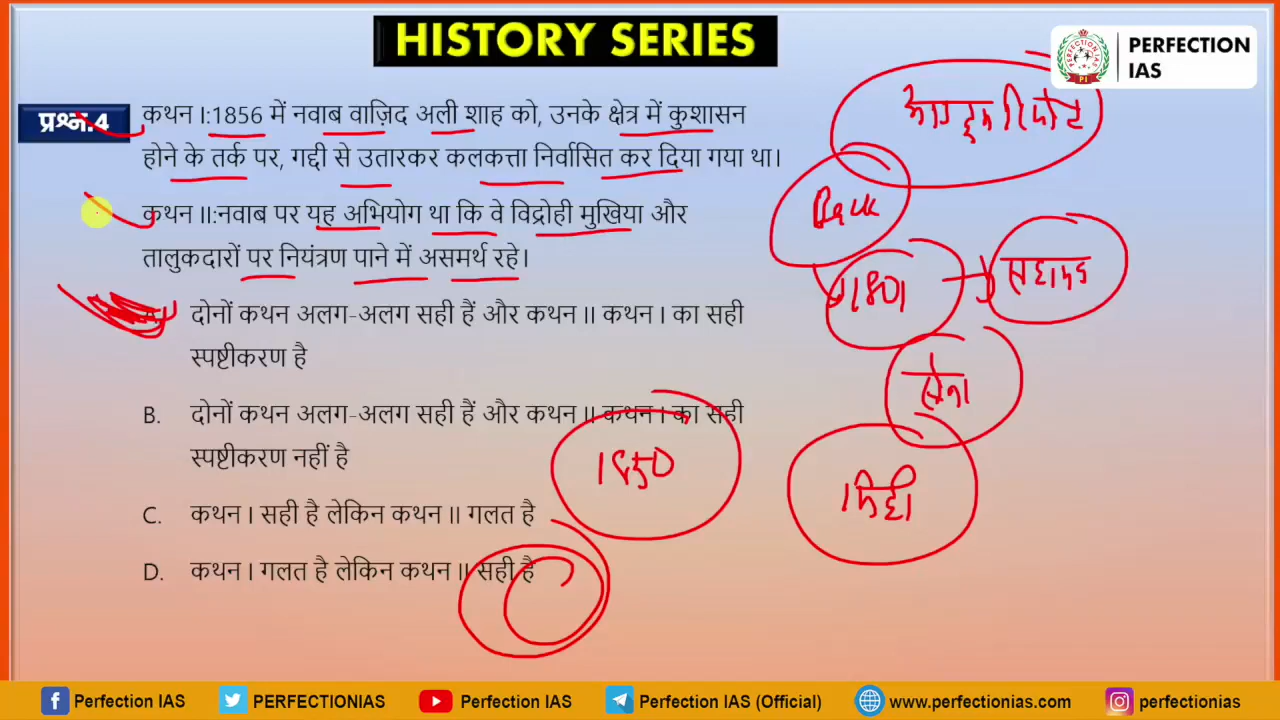 HISTORY SERIES
PERFECTION
IAS
प्रश्न.4
कथन I:1856 में नवाब वाज़िद अली शाह को, उनके क्षेत्र में कुशासन
होने के तर्क पर, गद्दी से उतारकर कलकत्ता निर्वासित कर दिया गया था।
कथन II:नवाब पर यह अभियोग था कि वे विद्रोही मुखिया और
तालुकदारों पर नियंत्रण पाने में असमर्थ रहे।
A. दोनों कथन अलग-अलग सही हैं और कथन II कथन I का सही
स्पष्टीकरण है
B. दोनों कथन अलग-अलग सही हैं और कथन II कथन I का सही
स्पष्टीकरण नहीं है
C. कथन I सही है लेकिन कथन II गलत है
D. कथन I गलत है लेकिन कथन II सही है
1801
सेना
1850
Perfection IAS
PERFECTIONIAS
Perfection IAS
Perfection IAS (Official)
www.perfectionias.com
perfectionias